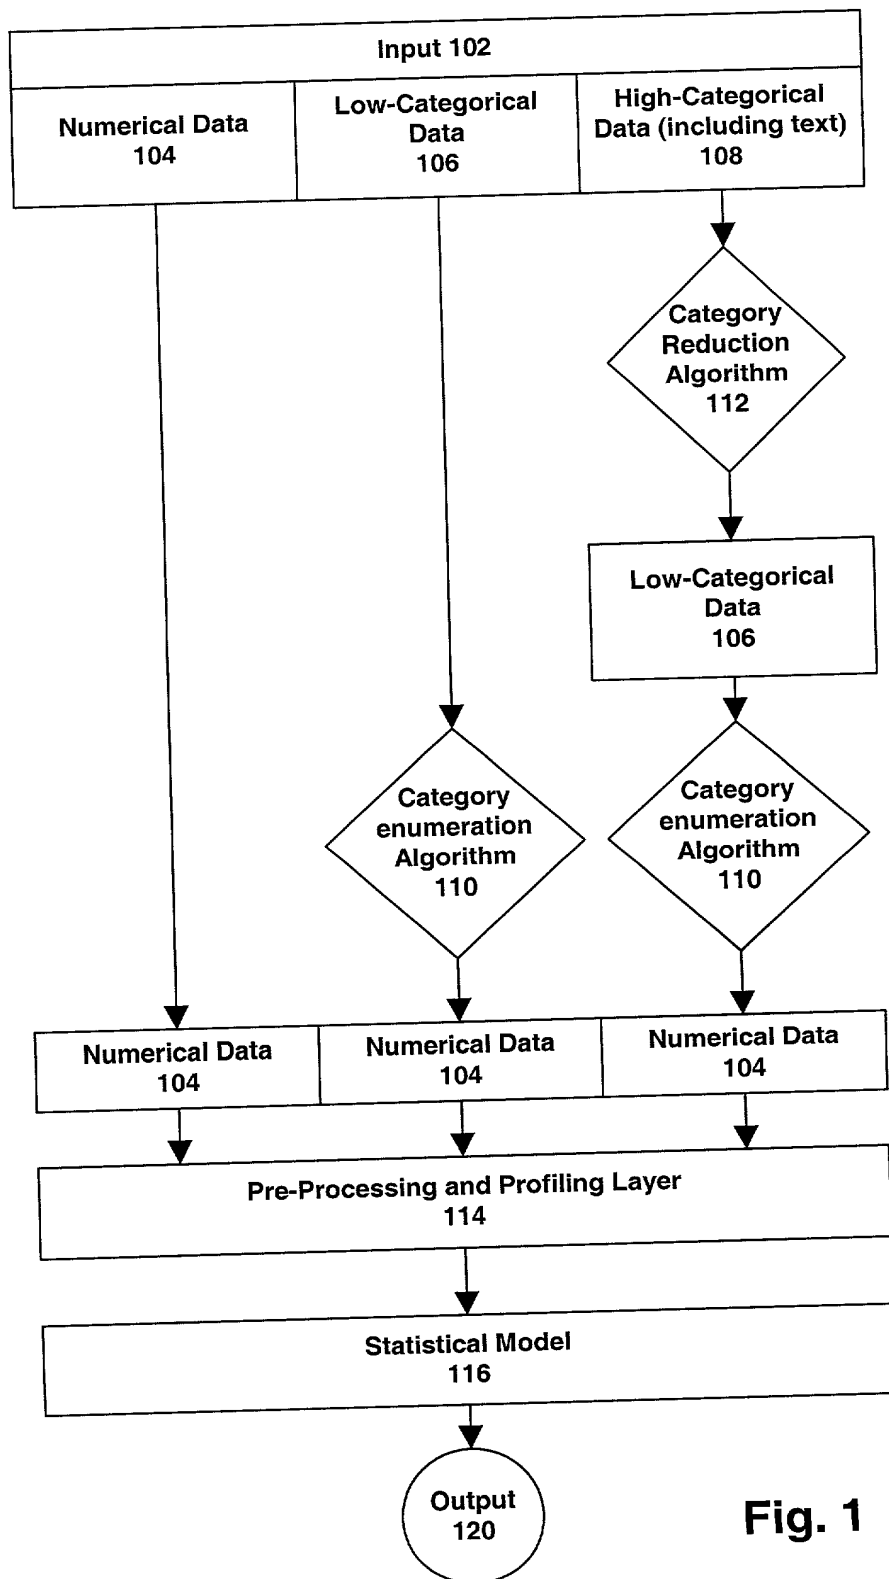 Input 102
Numerical Data
104
Low-Categorical
Data
106
High-Categorical
Data (including text)
108
Category
Reduction
Algorithm
112
Low-Categorical
Data
106
Category
enumeration
Algorithm
110
Category
enumeration
Algorithm
110
Numerical Data
104
Numerical Data
104
Numerical Data
104
Pre-Processing and Profiling Layer
114
Statistical Model
116
Output
120
Fig. 1